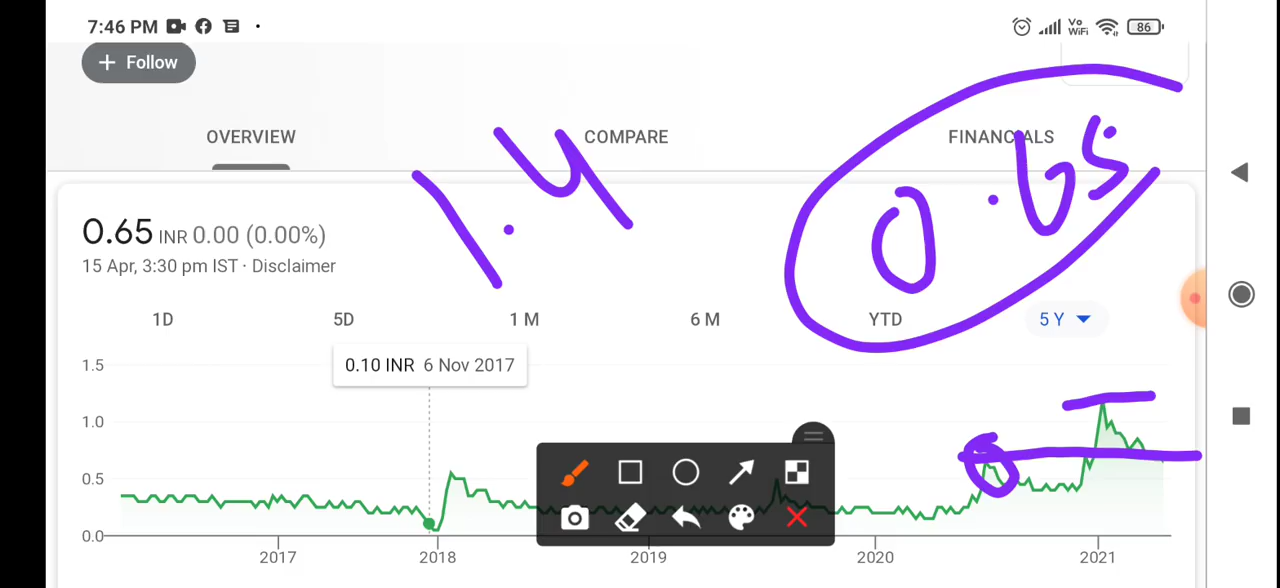 7:46 PM
Vo WiFi 86
+ Follow
OVERVIEW COMPARE FINANCIALS
1.4
0.65
0.65 INR 0.00 (0.00%)
15 Apr, 3:30 pm IST · Disclaimer
1D 5D 1 M 6 M YTD 5 Y
0.10 INR 6 Nov 2017
1.5
1.0
0.5
0.0
2017 2018 2019 2020 2021